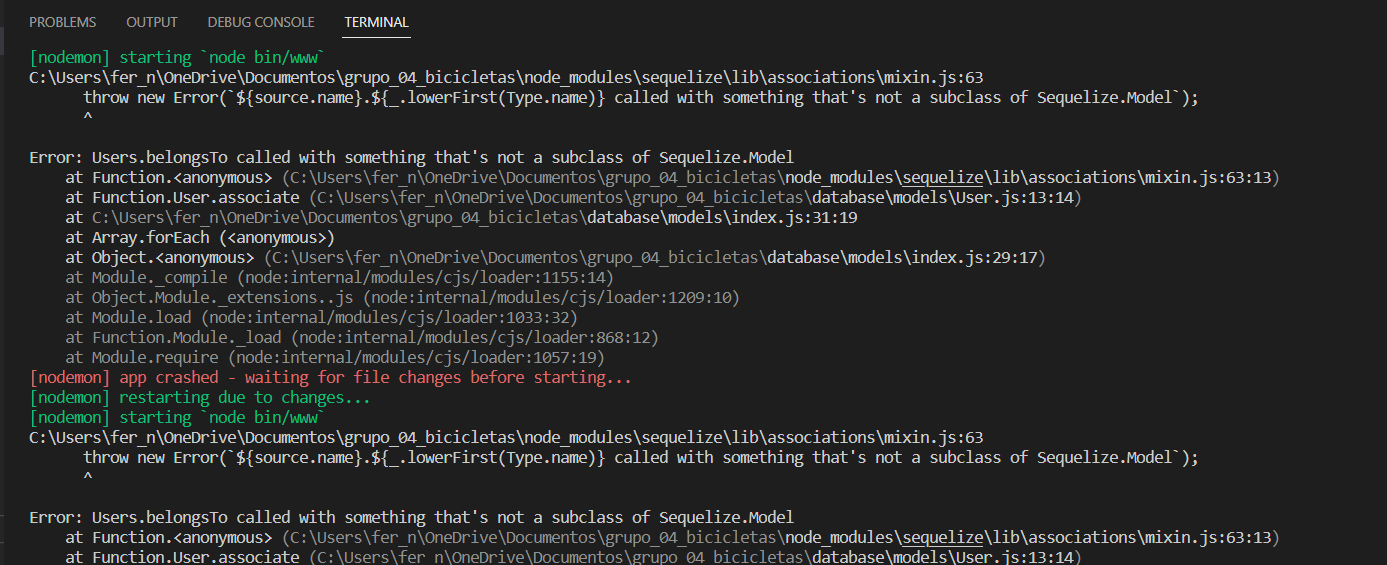 PROBLEMS OUTPUT DEBUG CONSOLE TERMINAL
[nodemon] starting `node bin/www`
C:\Users\fer_n\OneDrive\Documentos\grupo_04_bicicletas\node_modules\sequelize\lib\associations\mixin.js:63
      throw new Error(`${source.name}.${_.lowerFirst(Type.name)} called with something that's not a subclass of Sequelize.Model`);
      ^
Error: Users.belongsTo called with something that's not a subclass of Sequelize.Model
    at Function.<anonymous> (C:\Users\fer_n\OneDrive\Documentos\grupo_04_bicicletas\node_modules\sequelize\lib\associations\mixin.js:63:13)
    at Function.User.associate (C:\Users\fer_n\OneDrive\Documentos\grupo_04_bicicletas\database\models\User.js:13:14)
    at C:\Users\fer_n\OneDrive\Documentos\grupo_04_bicicletas\database\models\index.js:31:19
    at Array.forEach (<anonymous>)
    at Object.<anonymous> (C:\Users\fer_n\OneDrive\Documentos\grupo_04_bicicletas\database\models\index.js:29:17)
    at Module._compile (node:internal/modules/cjs/loader:1155:14)
    at Object.Module._extensions..js (node:internal/modules/cjs/loader:1209:10)
    at Module.load (node:internal/modules/cjs/loader:1033:32)
    at Function.Module._load (node:internal/modules/cjs/loader:868:12)
    at Module.require (node:internal/modules/cjs/loader:1057:19)
[nodemon] app crashed - waiting for file changes before starting...
[nodemon] restarting due to changes...
[nodemon] starting `node bin/www`
C:\Users\fer_n\OneDrive\Documentos\grupo_04_bicicletas\node_modules\sequelize\lib\associations\mixin.js:63
      throw new Error(`${source.name}.${_.lowerFirst(Type.name)} called with something that's not a subclass of Sequelize.Model`);
      ^
Error: Users.belongsTo called with something that's not a subclass of Sequelize.Model
    at Function.<anonymous> (C:\Users\fer_n\OneDrive\Documentos\grupo_04_bicicletas\node_modules\sequelize\lib\associations\mixin.js:63:13)
    at Function.User.associate (C:\Users\fer_n\OneDrive\Documentos\grupo_04_bicicletas\database\models\User.js:13:14)